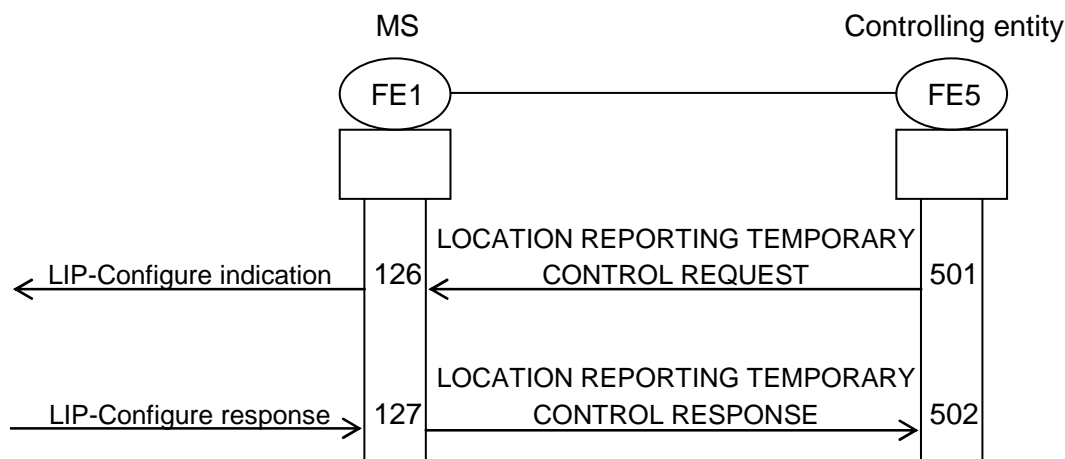 MS Controlling entity
FE1 FE5
LOCATION REPORTING TEMPORARY
LIP-Configure indication 126 CONTROL REQUEST 501
LOCATION REPORTING TEMPORARY
LIP-Configure response 127 CONTROL RESPONSE 502